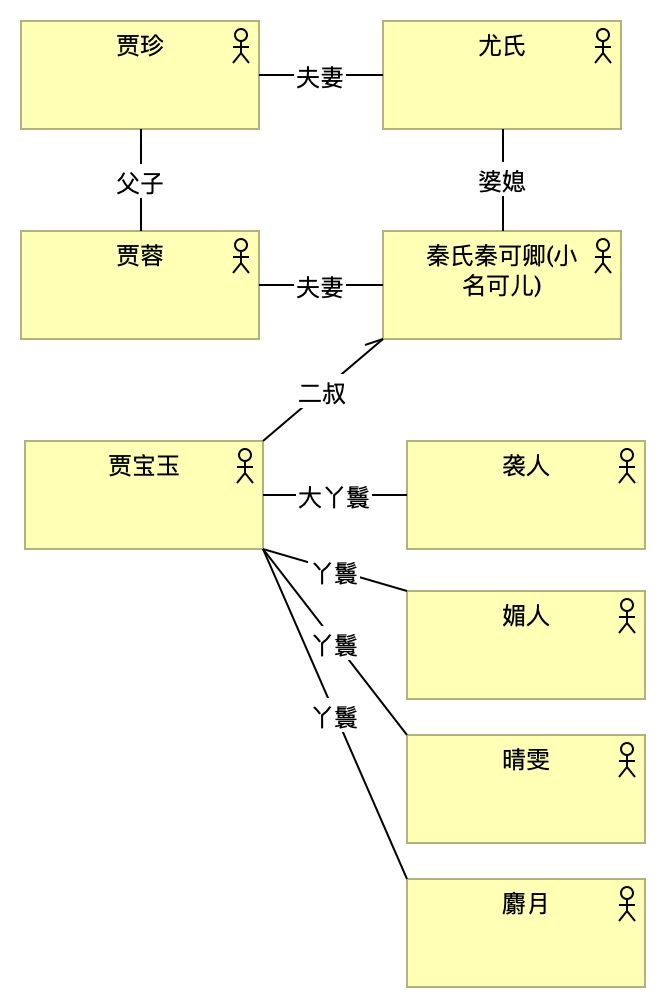 贾珍
夫妻
尤氏
父子
婆媳
贾蓉
夫妻
秦氏秦可卿(小
名可儿)
二叔
贾宝玉
大丫鬟
袭人
丫鬟
媚人
丫鬟
晴雯
丫鬟
麝月